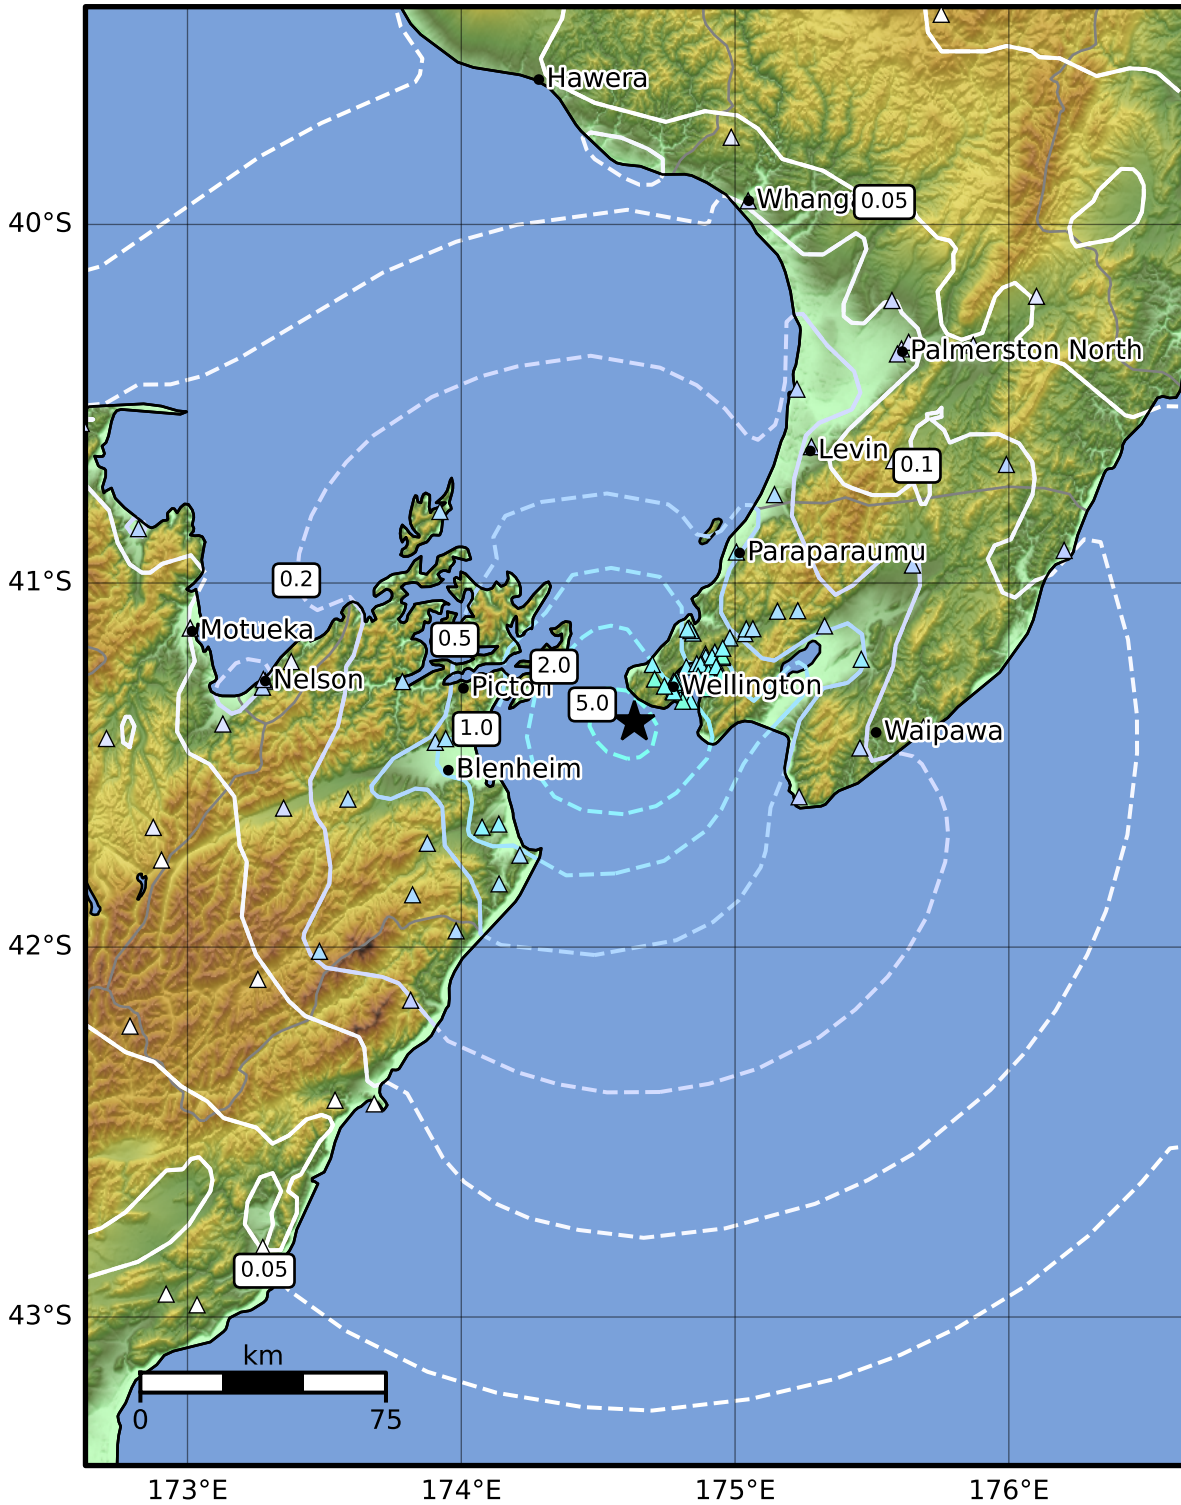 Hawera
Whang
0.05
40°S
Palmerston North
Levin
0.1
Paraparaumu
41°S
0.2
Motueka
0.5
2.0
Nelson
Picton
Wellington
5.0
1.0
Waipawa
Blenheim
42°S
0.05
43°S
km
0
75
173°E
174°E
175°E
176°E